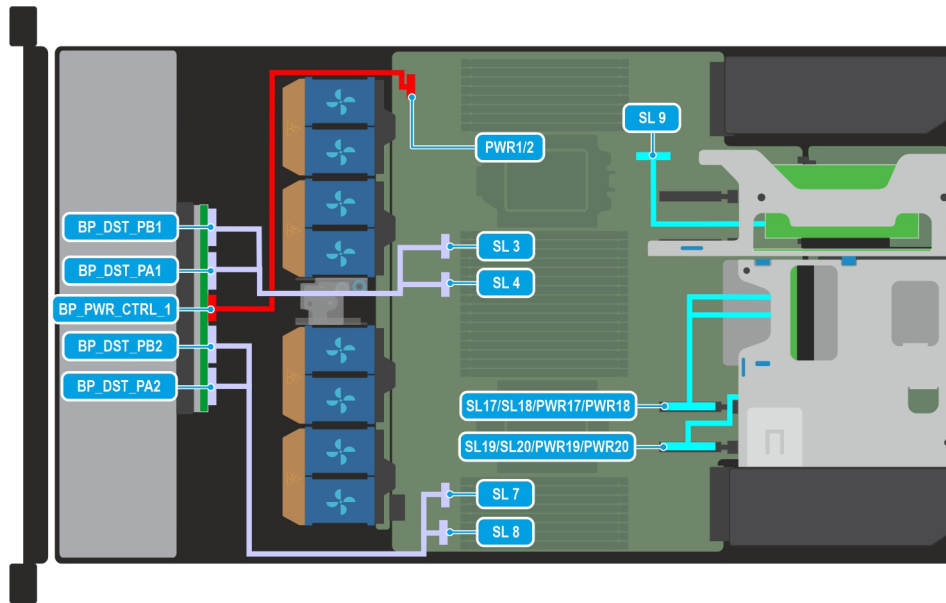 SL 9
PWR1/2
BP_DST_PB1
SL 3
BP_DST_PA1
SL 4
BP_PWR_CTRL_1
BP_DST_PB2
BP_DST_PA2
SL17/SL18/PWR17/PWR18
SL19/SL20/PWR19/PWR20
SL 7
SL 8